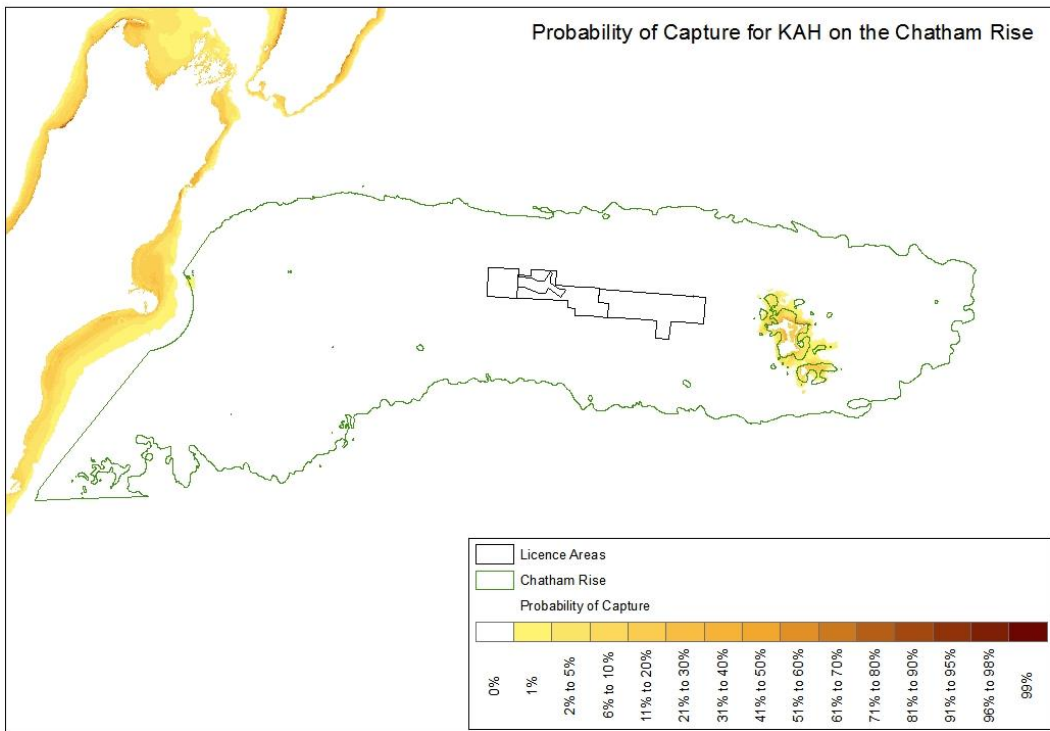 Probability of Capture for KAH on the Chatham Rise
Licence Areas
Chatham Rise
Probability of Capture
0%
1%
2% to 5%
6% to 10%
11% to 20%
21% to 30%
31% to 40%
41% to 50%
51% to 60%
61% to 70%
71% to 80%
81% to 90%
91% to 95%
96% to 98%
99%